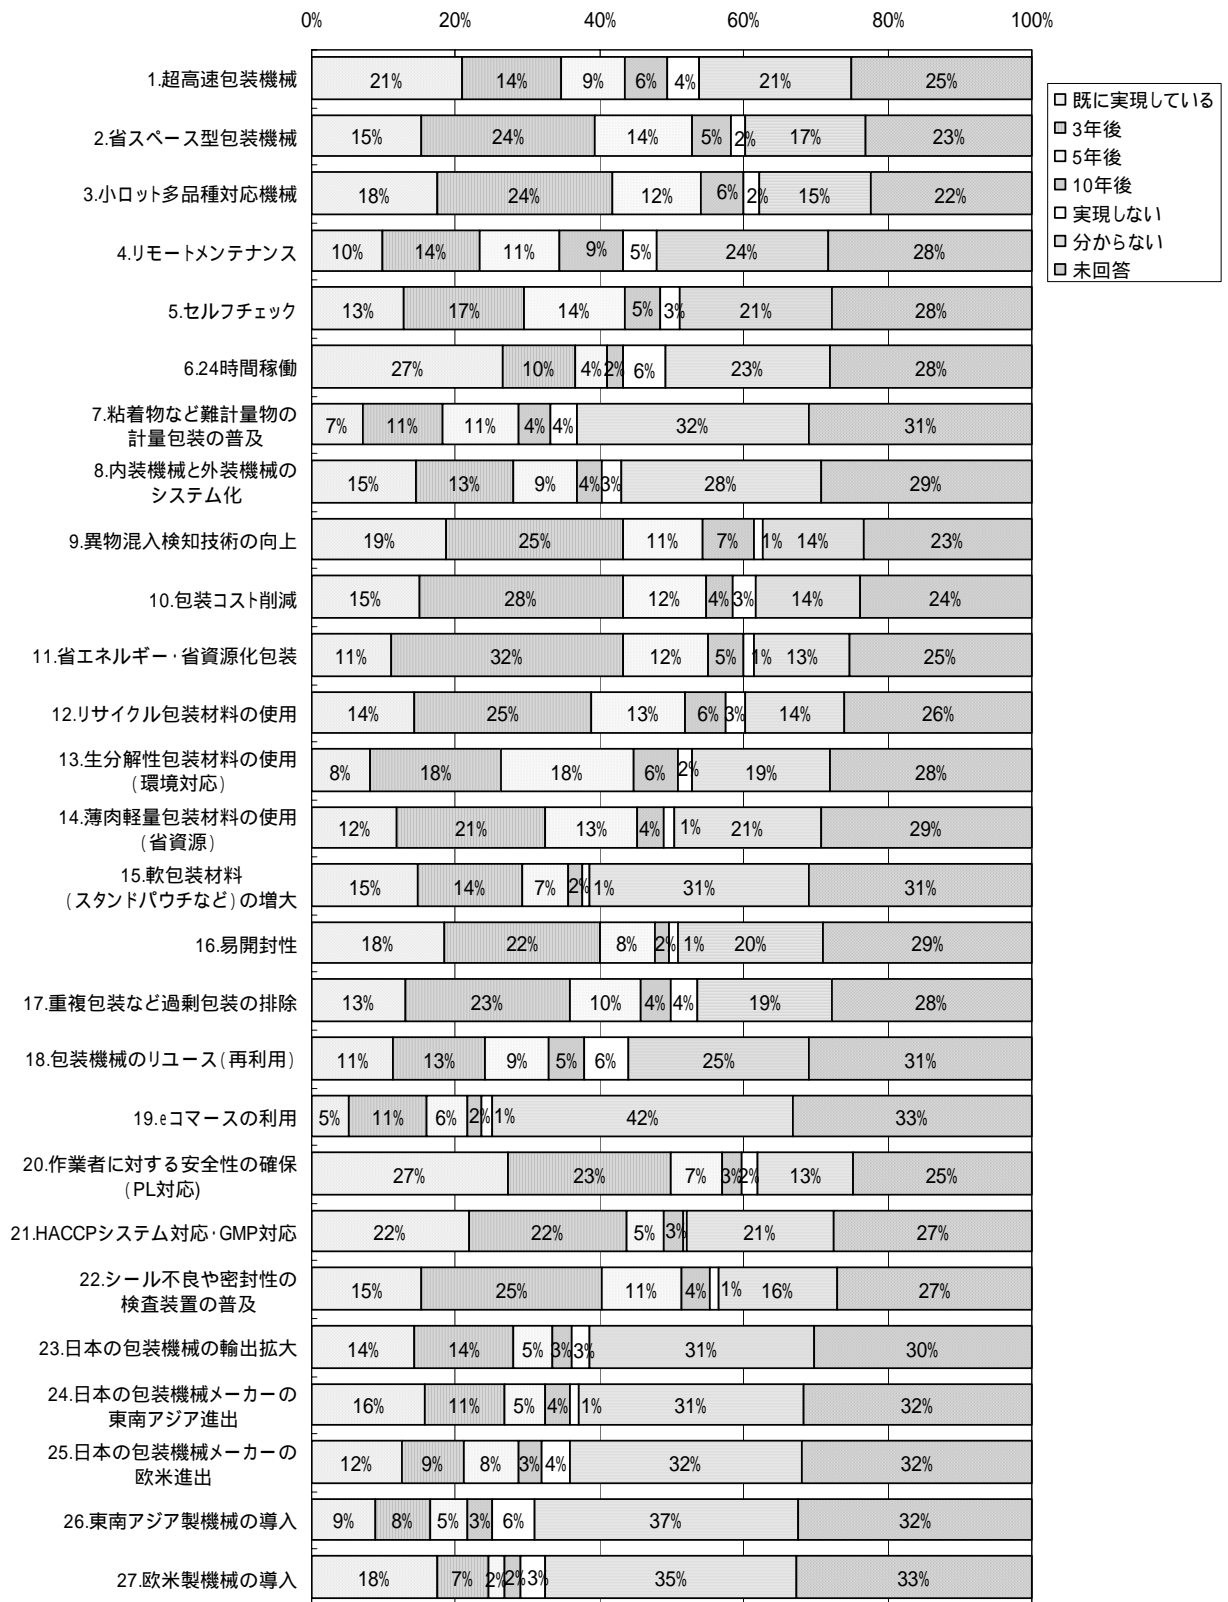 0% 20% 40% 60% 80% 100%
1.超高速包装機械 21% 14% 9% 6% 4% 21% 25%
既に実現している
3年後
5年後
10年後
実現しない
分からない
未回答
2.省スペース型包装機械 15% 24% 14% 5% 2% 17% 23%
3.小ロット多品種対応機械 18% 24% 12% 6% 2% 15% 22%
4.リモートメンテナンス 10% 14% 11% 9% 5% 24% 28%
5.セルフチェック 13% 17% 14% 5% 3% 21% 28%
6.24時間稼働 27% 10% 4% 2% 6% 23% 28%
7.粘着物など難計量物の
計量包装の普及 7% 11% 11% 4% 4% 32% 31%
8.内装機械と外装機械の
システム化 15% 13% 9% 4% 3% 28% 29%
9.異物混入検知技術の向上 19% 25% 11% 7% 1% 14% 23%
10.包装コスト削減 15% 28% 12% 4% 3% 14% 24%
11.省エネルギー・省資源化包装 11% 32% 12% 5% 1% 13% 25%
12.リサイクル包装材料の使用 14% 25% 13% 6% 3% 14% 26%
13.生分解性包装材料の使用
(環境対応) 8% 18% 18% 6% 2% 19% 28%
14.薄肉軽量包装材料の使用
(省資源) 12% 21% 13% 4% 1% 21% 29%
15.軟包装材料
(スタンドパウチなど)の増大 15% 14% 7% 2% 1% 31% 31%
16.易開封性 18% 22% 8% 2% 1% 20% 29%
17.重複包装など過剰包装の排除 13% 23% 10% 4% 4% 19% 28%
18.包装機械のリユース(再利用) 11% 13% 9% 5% 6% 25% 31%
19.eコマースの利用 5% 11% 6% 2% 1% 42% 33%
20.作業者に対する安全性の確保
(PL対応) 27% 23% 7% 3% 2% 13% 25%
21.HACCPシステム対応・GMP対応 22% 22% 5% 3% 21% 27%
22.シール不良や密封性の
検査装置の普及 15% 25% 11% 4% 1% 16% 27%
23.日本の包装機械の輸出拡大 14% 14% 5% 3% 3% 31% 30%
24.日本の包装機械メーカーの
東南アジア進出 16% 11% 5% 4% 1% 31% 32%
25.日本の包装機械メーカーの
欧米進出 12% 9% 8% 3% 4% 32% 32%
26.東南アジア製機械の導入 9% 8% 5% 3% 6% 37% 32%
27.欧米製機械の導入 18% 7% 2% 2% 3% 35% 33%